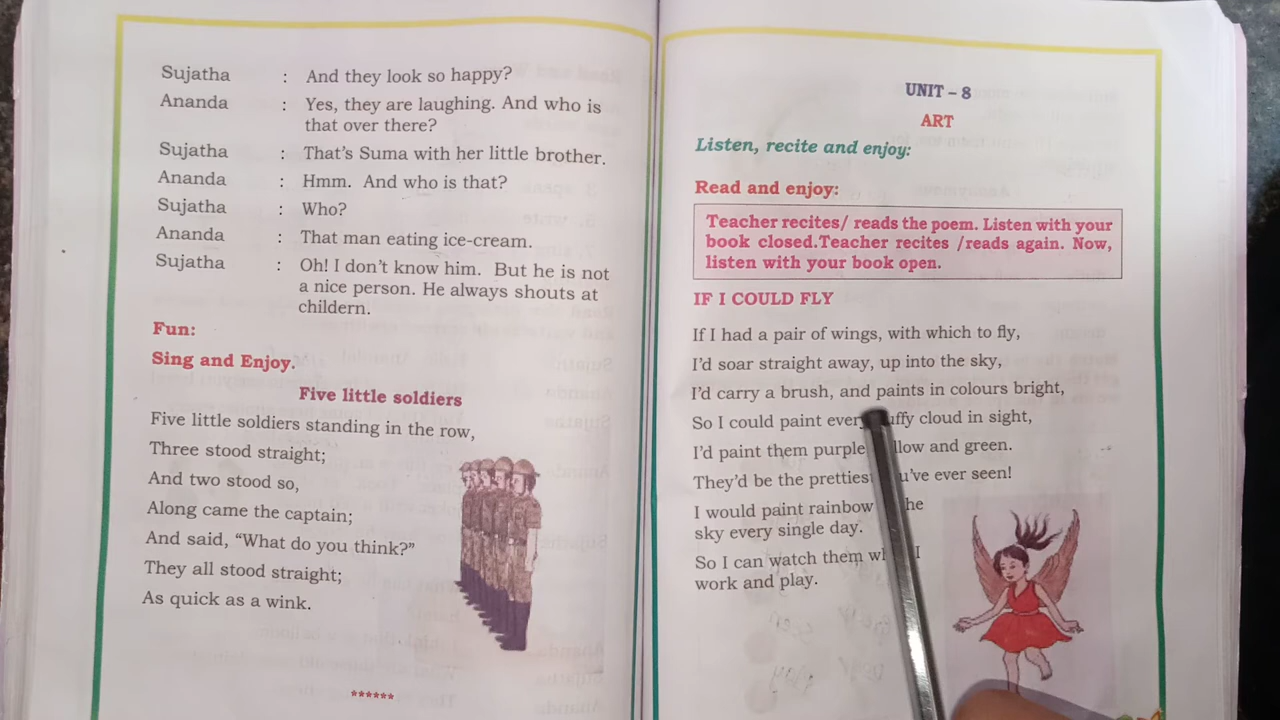 Sujatha : And they look so happy?
Ananda : Yes, they are laughing. And who is
that over there?
Sujatha : That's Suma with her little brother.
Ananda : Hmm. And who is that?
Sujatha : Who?
Ananda : That man eating ice-cream.
Sujatha : Oh! I don't know him. But he is not
a nice person. He always shouts at
childern.
Fun:
Sing and Enjoy.
Five little soldiers
Five little soldiers standing in the row,
Three stood straight;
And two stood so,
Along came the captain;
And said, "What do you think?"
They all stood straight;
As quick as a wink.
******
UNIT – 8
ART
Listen, recite and enjoy:
Read and enjoy:
Teacher recites/ reads the poem. Listen with your
book closed.Teacher recites /reads again. Now,
listen with your book open.
IF I COULD FLY
If I had a pair of wings, with which to fly,
I'd soar straight away, up into the sky,
I'd carry a brush, and paints in colours bright,
So I could paint cloud in sight,
I'd paint them purple and green.
They'd be the ever seen!
I would paint rainbow
sky every single day.
So I can watch them I
work and play.